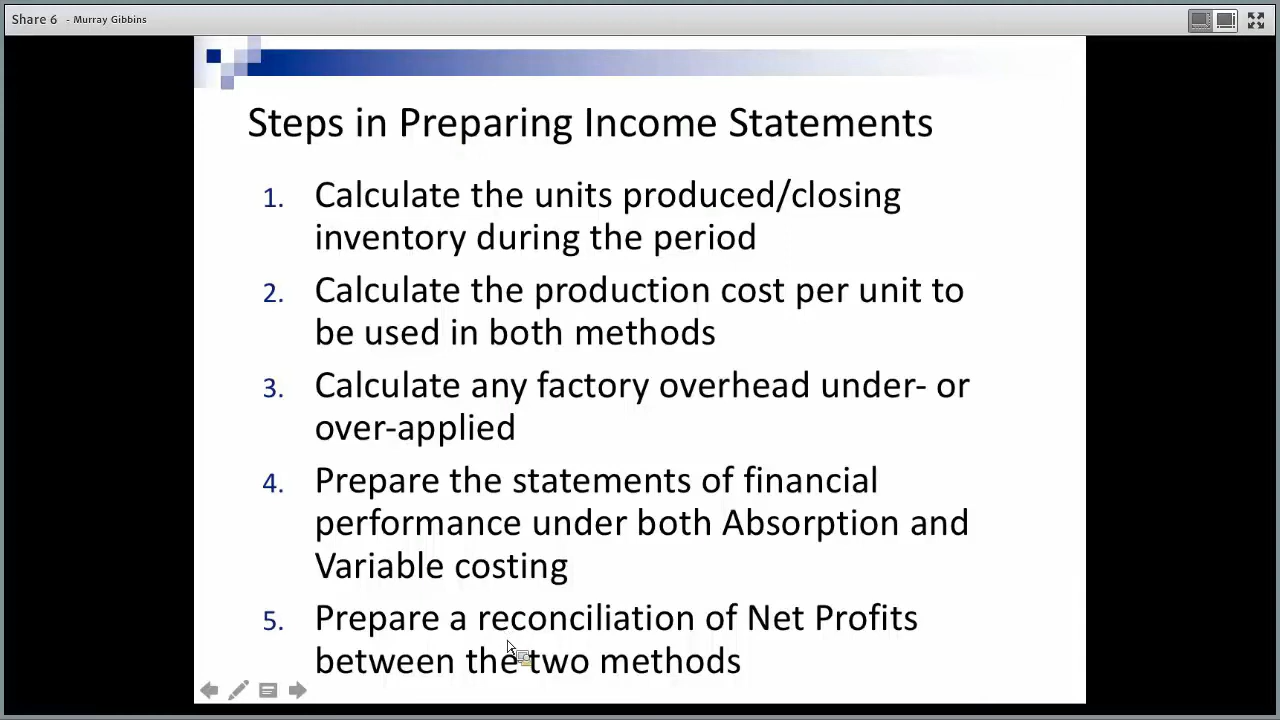 Share 6 - Murray Gibbins
Steps in Preparing Income Statements
1. Calculate the units produced/closing
inventory during the period
2. Calculate the production cost per unit to
be used in both methods
3. Calculate any factory overhead under- or
over-applied
4. Prepare the statements of financial
performance under both Absorption and
Variable costing
5. Prepare a reconciliation of Net Profits
between the two methods